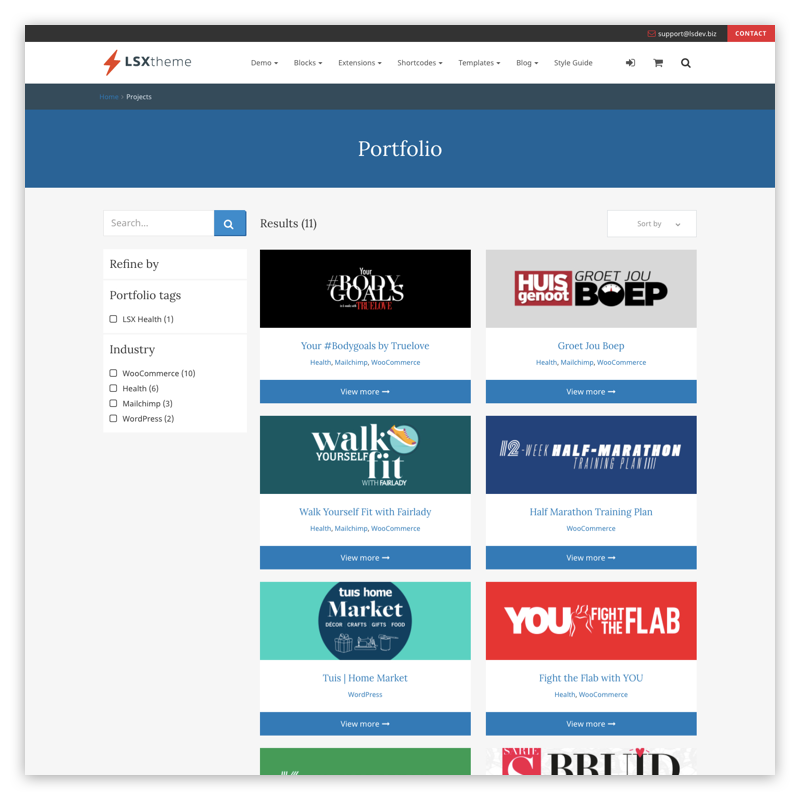 support@lsdev.biz
CONTACT
LSXtheme
Demo
Blocks
Extensions
Shortcodes
Templates
Blog
Style Guide
Home › Projects
Portfolio
Search...
Refine by
Portfolio tags
LSX Health (1)
Industry
WooCommerce (10)
Health (6)
Mailchimp (3)
WordPress (2)
Results (11)
Sort by
Your
#BODY
GOALS
TRUELOVE
Your #Bodygoals by Truelove
Health, Mailchimp, WooCommerce
View more
HUIS
genoot
GROET JOU
BOEP
Groet Jou Boep
Health, Mailchimp, WooCommerce
View more
walk
YOURSELF
fit
WITH FAIRLADY
Walk Yourself Fit with Fairlady
Health, Mailchimp, WooCommerce
View more
12-WEEK HALF-MARATHON
TRAINING PLAN
Half Marathon Training Plan
WooCommerce
View more
tuis home
Market
DÉCOR CRAFTS GIFTS FOOD
Tuis | Home Market
WordPress
View more
YOU FIGHT THE FLAB
Fight the Flab with YOU
Health, WooCommerce
View more
SARIE
BRUID